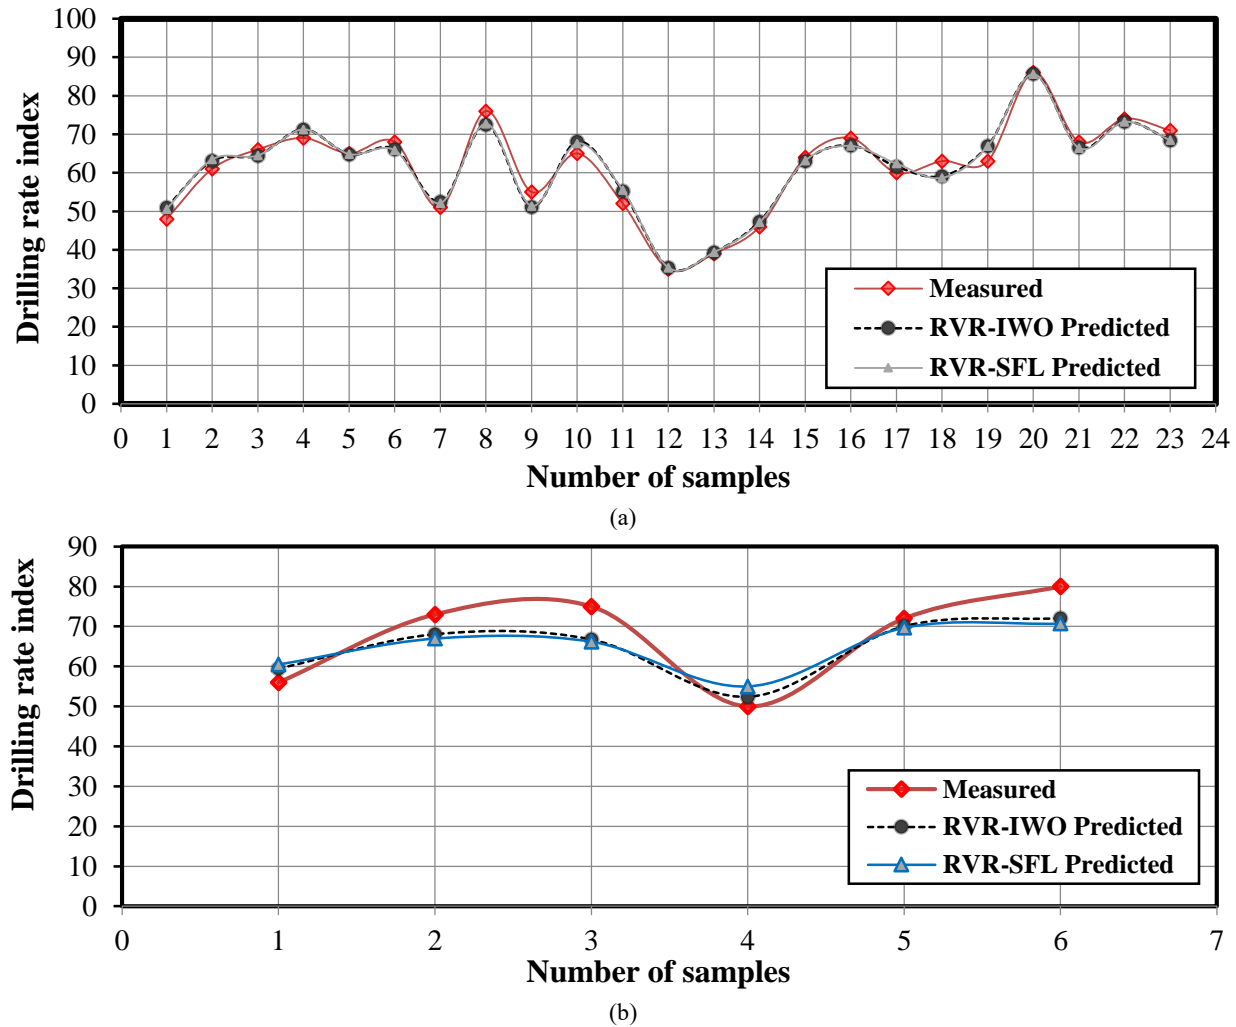 100
90
80
70
60
50
40
30
20
10
0
Drilling rate index
Measured
RVR-IWO Predicted
RVR-SFL Predicted
0 1 2 3 4 5 6 7 8 9 10 11 12 13 14 15 16 17 18 19 20 21 22 23 24
Number of samples
(a)
90
80
70
60
50
40
30
20
10
0
Drilling rate index
Measured
RVR-IWO Predicted
RVR-SFL Predicted
0 1 2 3 4 5 6 7
Number of samples
(b)